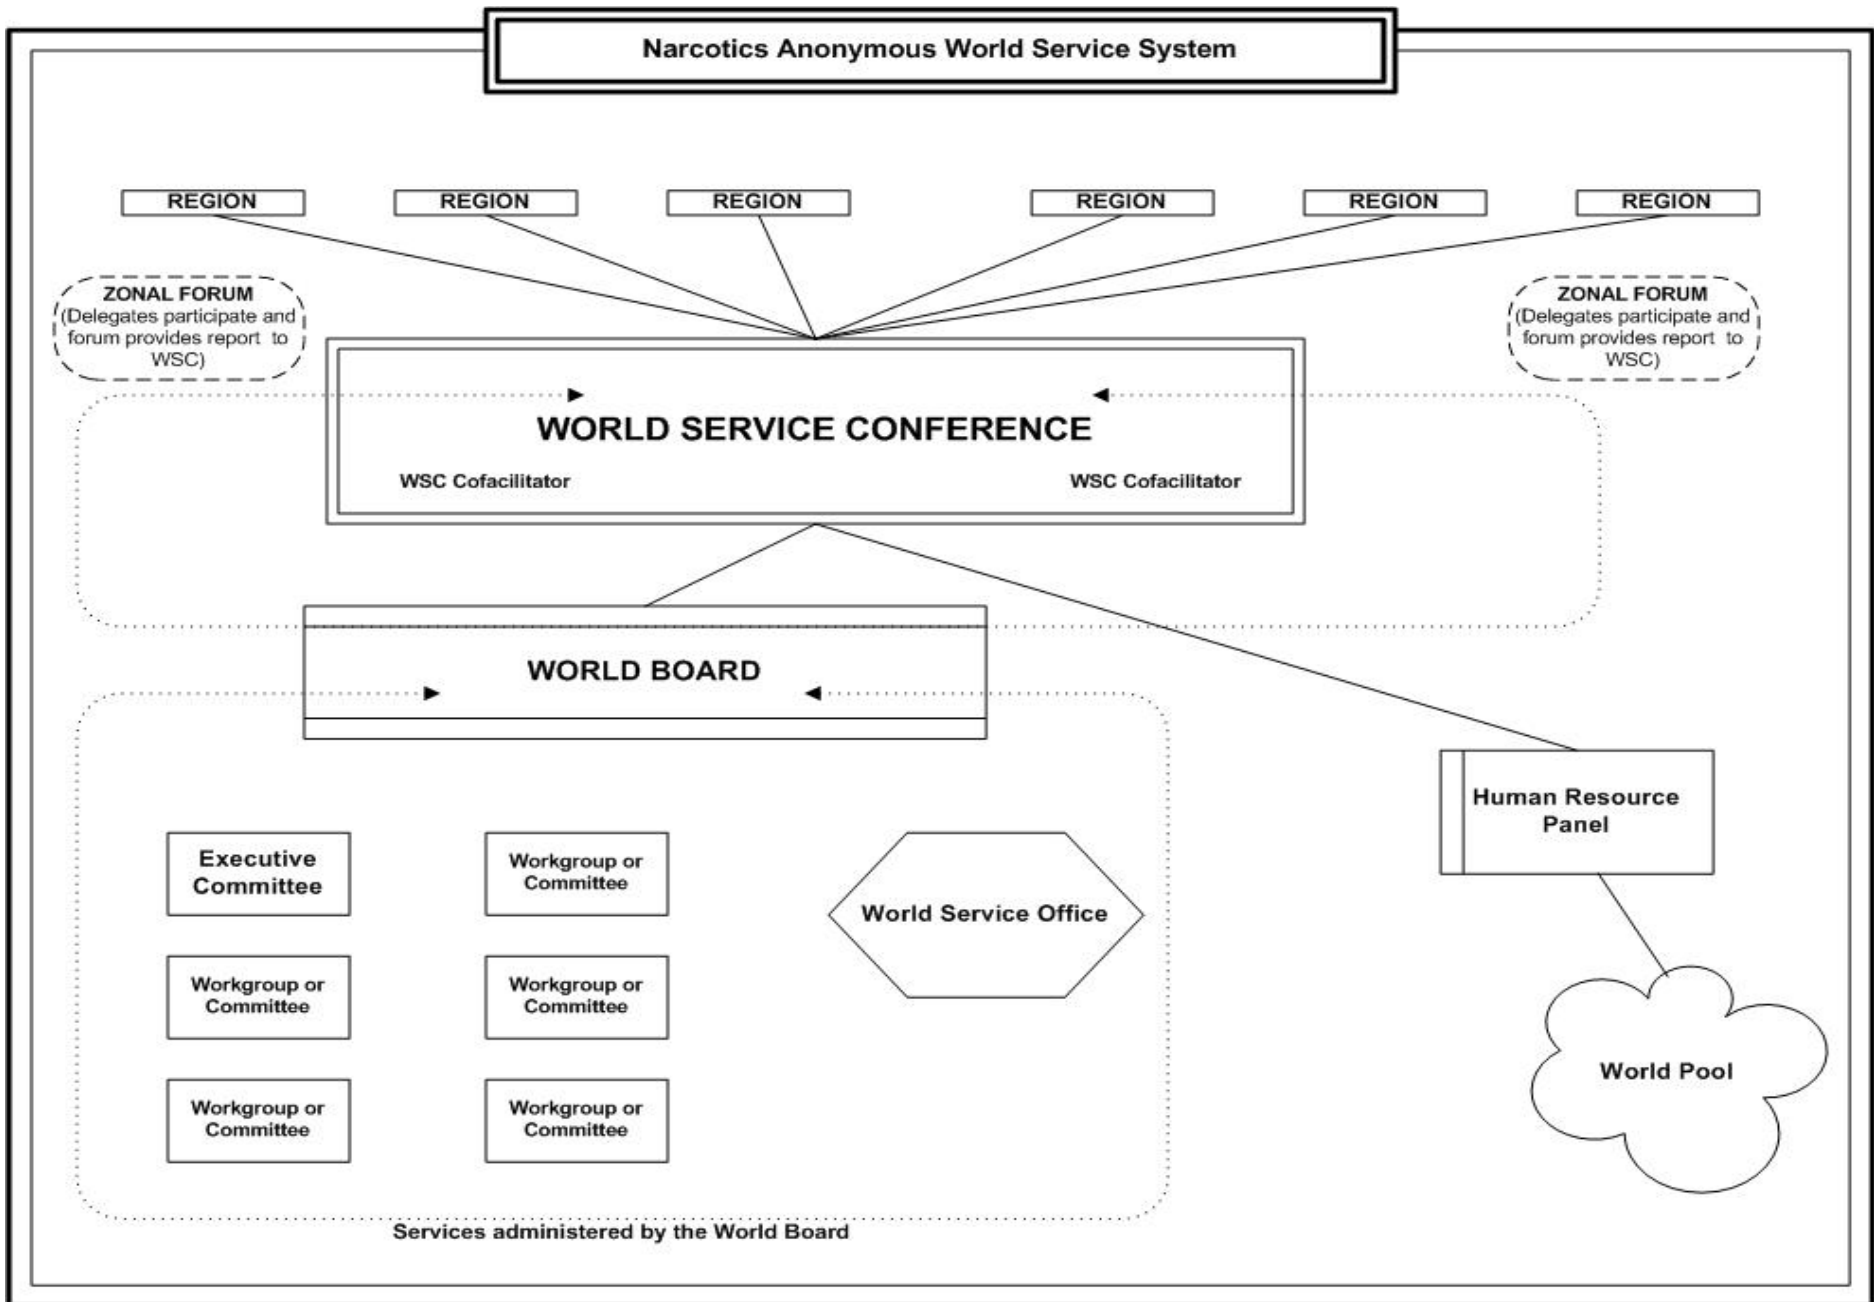 Narcotics Anonymous World Service System
REGION
REGION
REGION
REGION
REGION
REGION
ZONAL FORUM
(Delegates participate and
forum provides report to
WSC)
ZONAL FORUM
(Delegates participate and
forum provides report to
WSC)
WORLD SERVICE CONFERENCE
WSC Cofacilitator
WSC Cofacilitator
WORLD BOARD
Human Resource
Panel
Executive
Committee
Workgroup or
Committee
World Service Office
Workgroup or
Committee
Workgroup or
Committee
World Pool
Workgroup or
Committee
Workgroup or
Committee
Services administered by the World Board